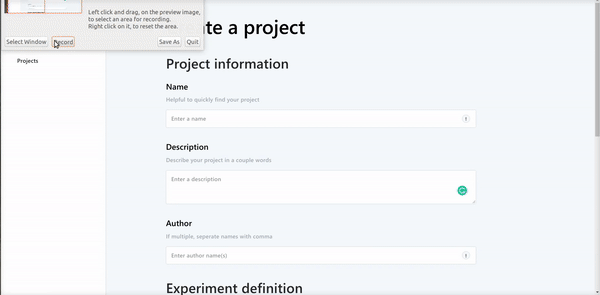 Left click and drag, on the preview image,
to select an area for recording.
Right click on it, to reset the area.
Select Window Record Save As Quit
ate a project
Projects
Project information
Name
Helpful to quickly find your project
Enter a name
Description
Describe your project in a couple words
Enter a description
Author
If multiple, seperate names with comma
Enter author name(s)
Experiment definition